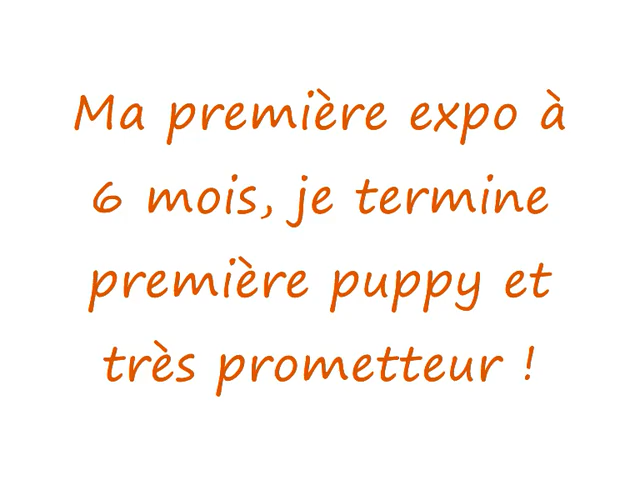 Ma première expo à
6 mois, je termine
première puppy et
très prometteur !